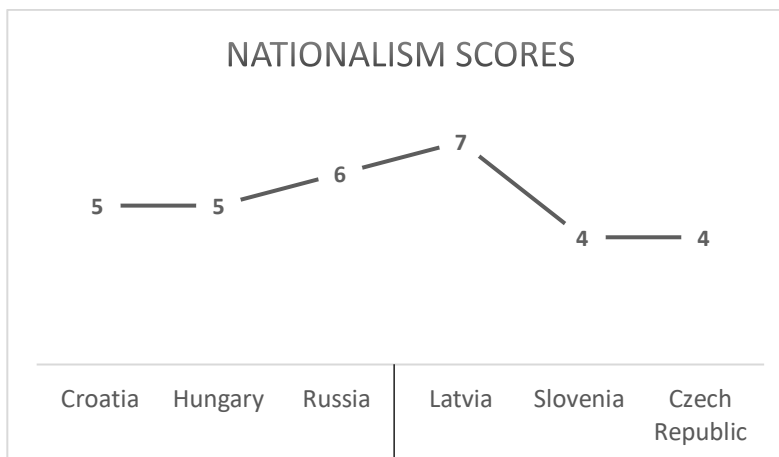 NATIONALISM SCORES
7
6
5 5
4 4
Croatia Hungary Russia Latvia Slovenia Czech
Republic